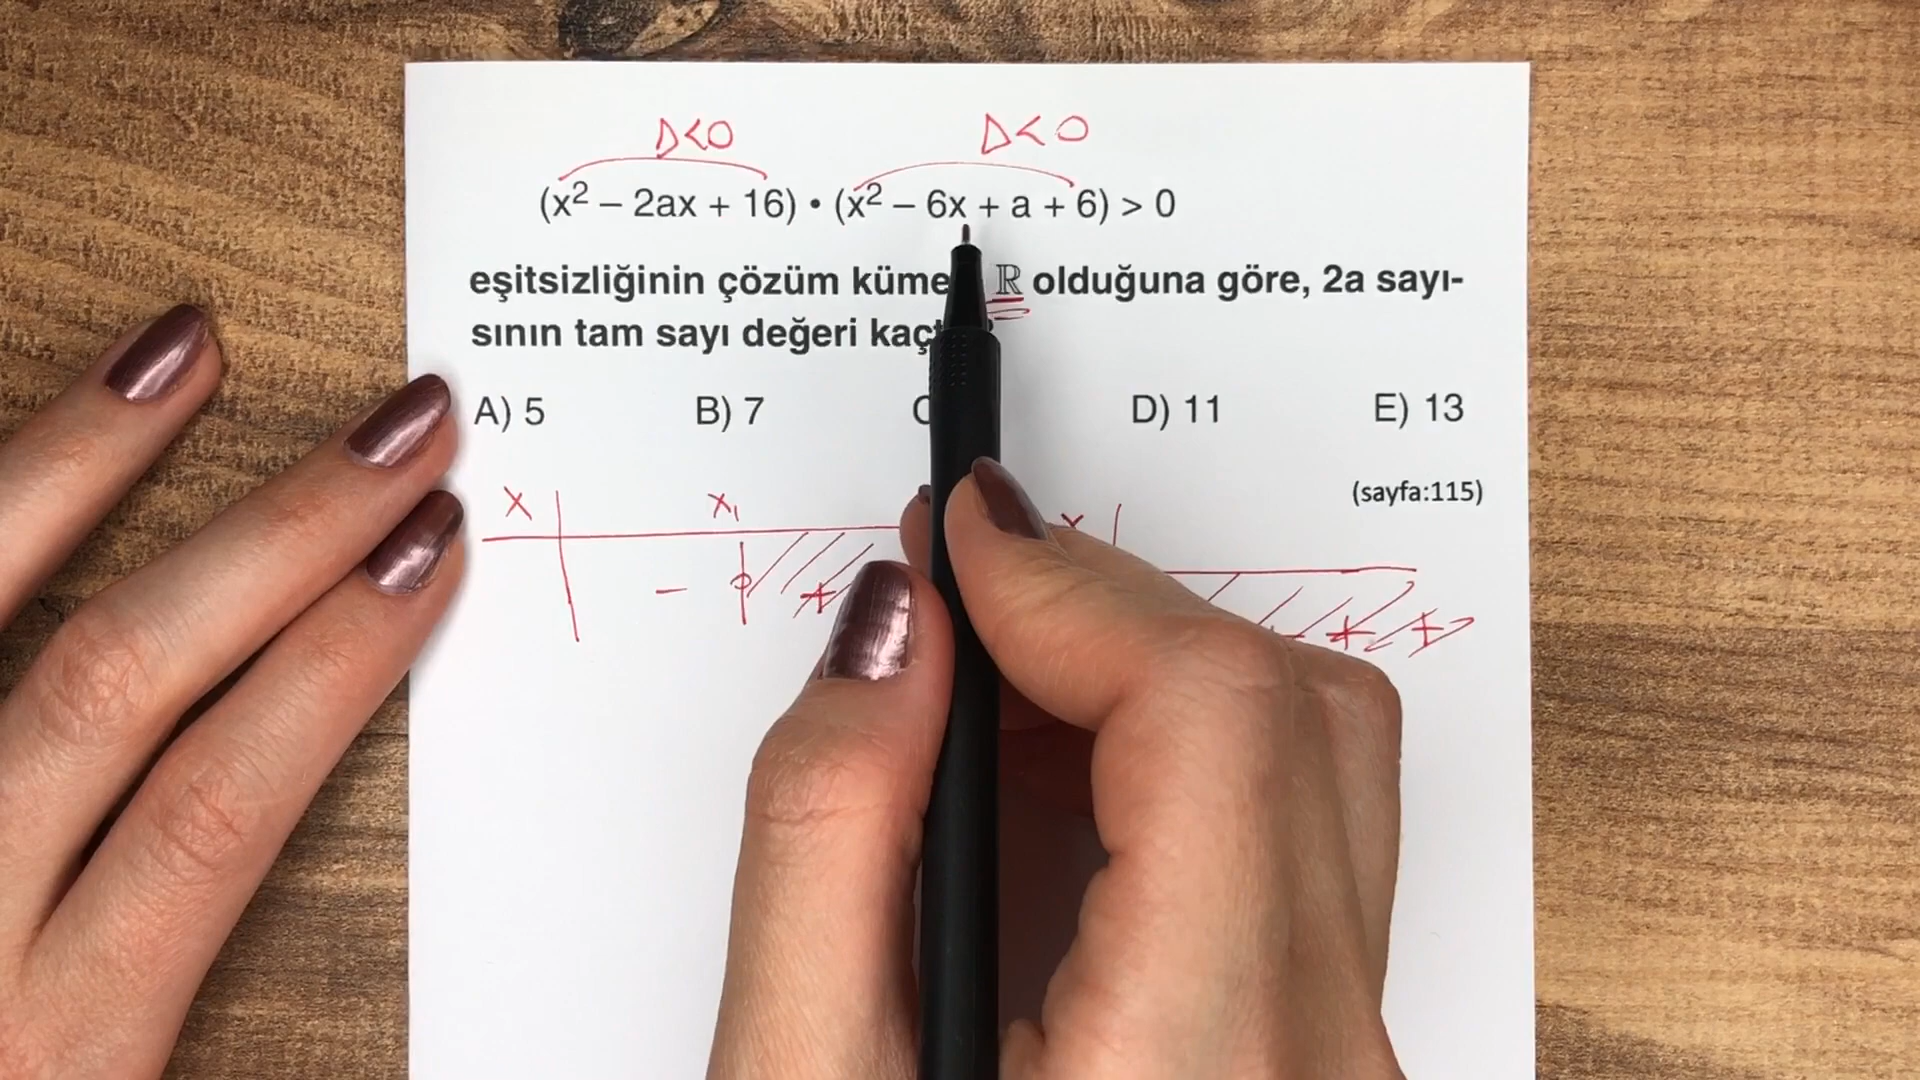 Δ<0 Δ<0
(x² – 2ax + 16) • (x² – 6x + a + 6) > 0
eşitsizliğinin çözüm küme ℝ olduğuna göre, 2a sayı-
sının tam sayı değeri kaçt
A) 5 B) 7 C D) 11 E) 13
(sayfa:115)
x x₁ x
– + + +